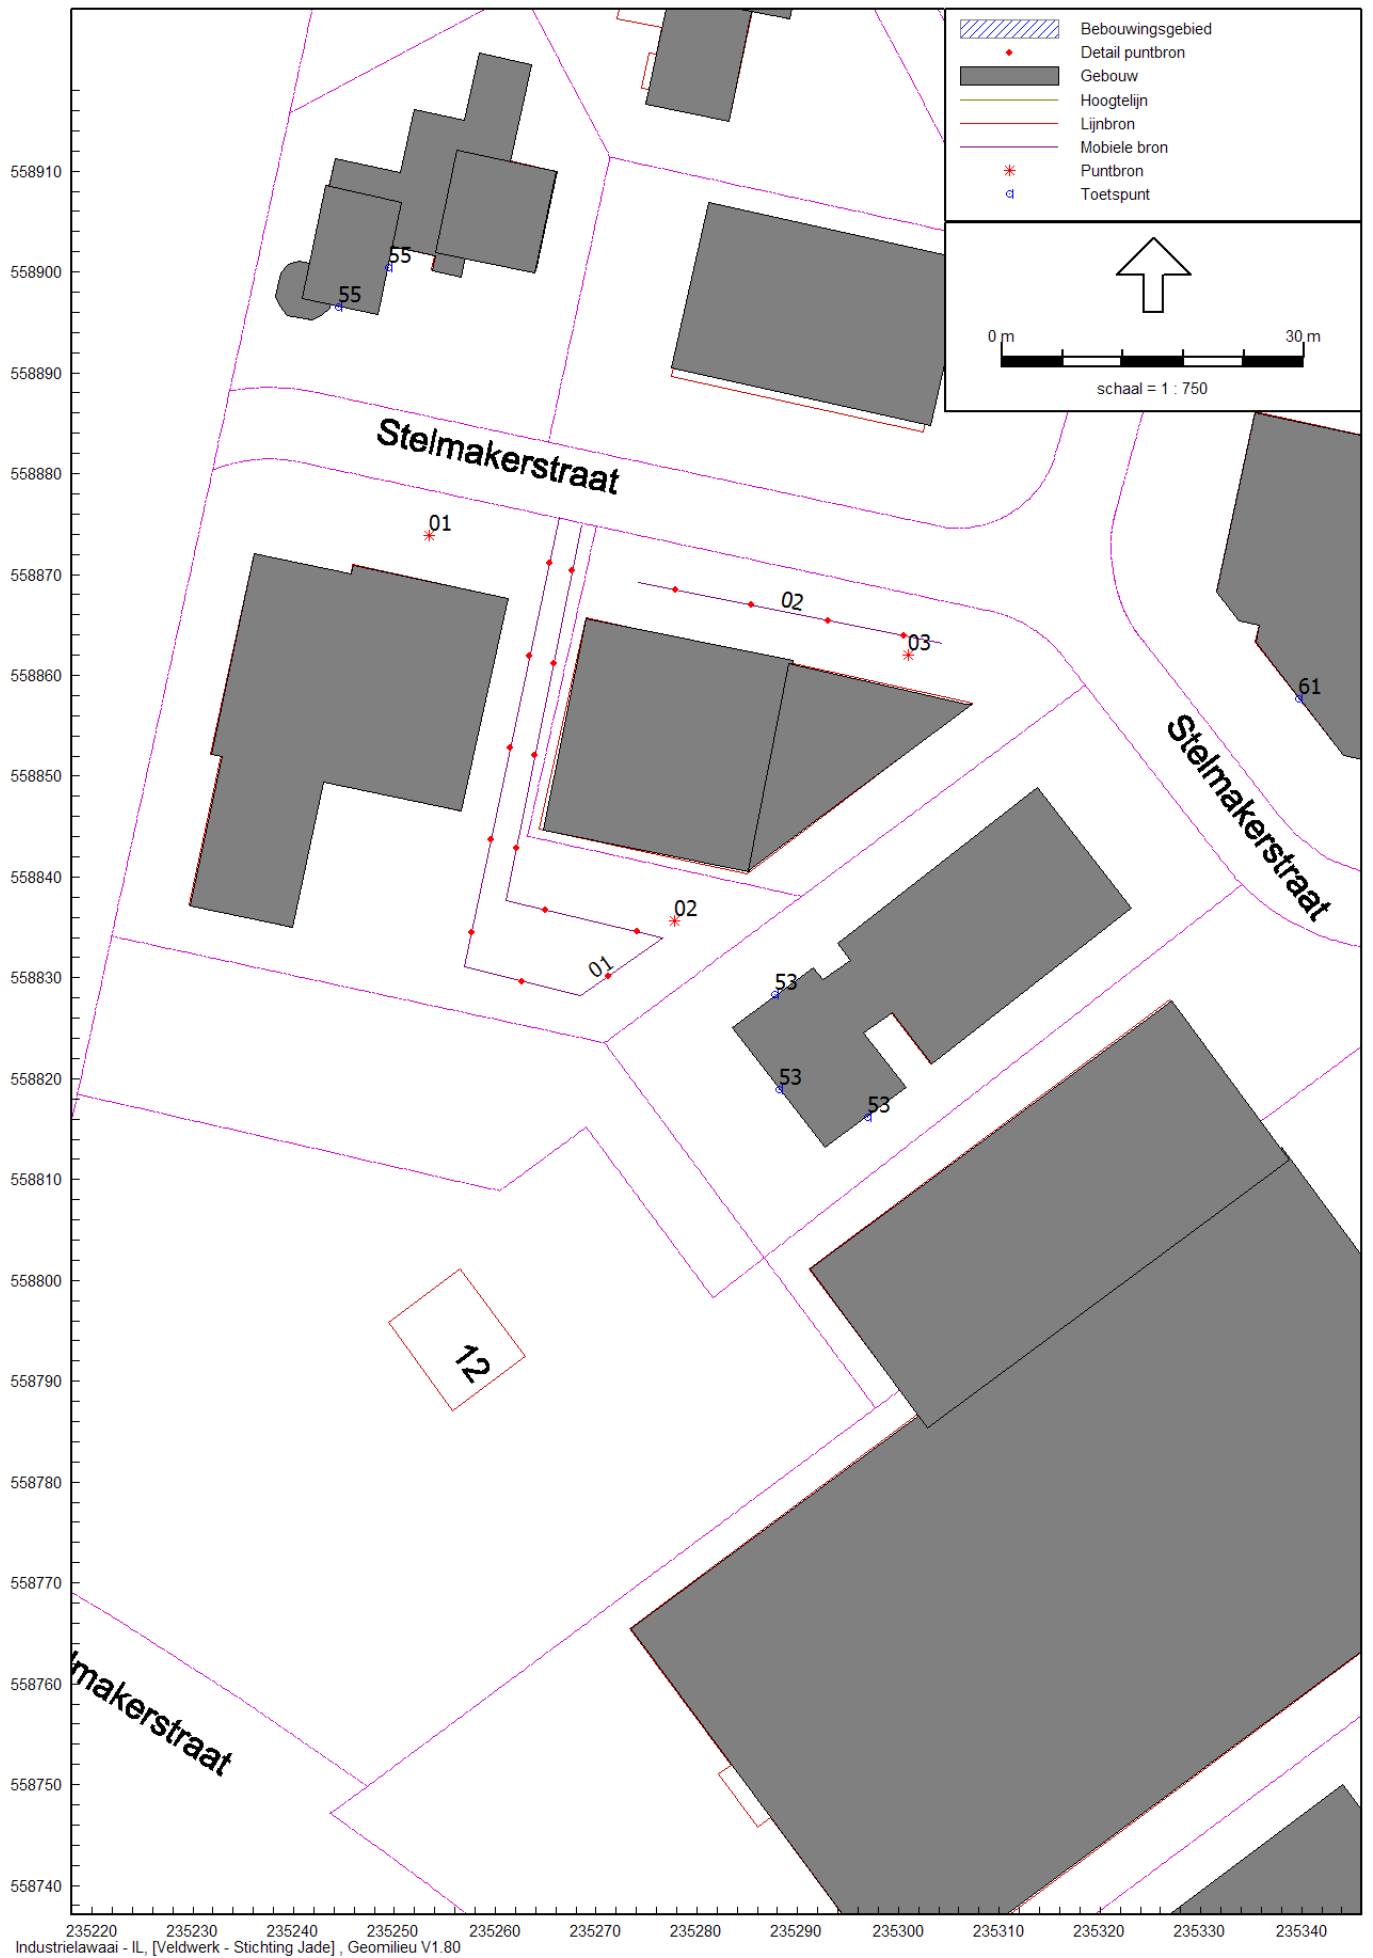 Bebouwingsgebied
Detail puntbron
Gebouw
Hoogtelijn
Lijnbron
Mobiele bron
Puntbron
Toetspunt
0 m 30 m
schaal = 1 : 750
558910
558900
558890
558880
558870
558860
558850
558840
558830
558820
558810
558800
558790
558780
558770
558760
558750
558740
55
55
Stelmakerstraat
01
02
03
61
Stelmakerstraat
02
01
53
53
53
12
lmakerstraat
235220 235230 235240 235250 235260 235270 235280 235290 235300 235310 235320 235330 235340
Industrielawaai - IL, [Veldwerk - Stichting Jade] , Geomilieu V1.80